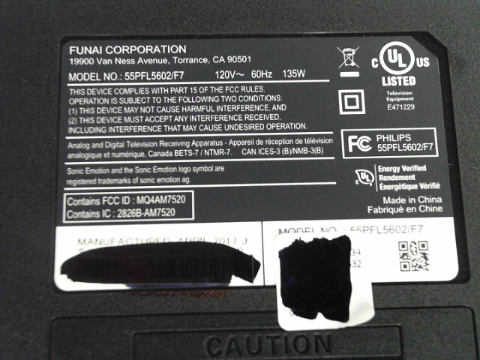 FUNAI CORPORATION
19900 Van Ness Avenue, Torrance, CA 90501
MODEL NO.: 55PFL5602/F7 120V～ 60Hz 135W
THIS DEVICE COMPLIES WITH PART 15 OF THE FCC RULES.
OPERATION IS SUBJECT TO THE FOLLOWING TWO CONDITIONS:
(1) THIS DEVICE MAY NOT CAUSE HARMFUL INTERFERENCE, AND
(2) THIS DEVICE MUST ACCEPT ANY INTERFERENCE RECEIVED,
INCLUDING INTERFERENCE THAT MAY CAUSE UNDESIRED OPERATION.
Analog and Digital Television Receiving Apparatus - Appareil de réception de télévision
analogique et numérique, Canada BETS-7 / NTMR-7. CAN ICES-3 (B)/NMB-3(B)
Sonic Emotion and the Sonic Emotion logo symbol are
registered trademarks of sonic emotion ag.
Contains FCC ID : MQ4AM7520
Contains IC : 2826B-AM7520
C UL US
LISTED
Television
Equipment
E471229
FC PHILIPS
55PFL5602/F7
UL Energy Verified
Rendement
Énergétique Vérifié
Made in China
Fabriqué en Chine
MANUFACTURED: APRIL 2017 J
MODEL NO.: 55PFL5602/F7
34
32
CAUTION